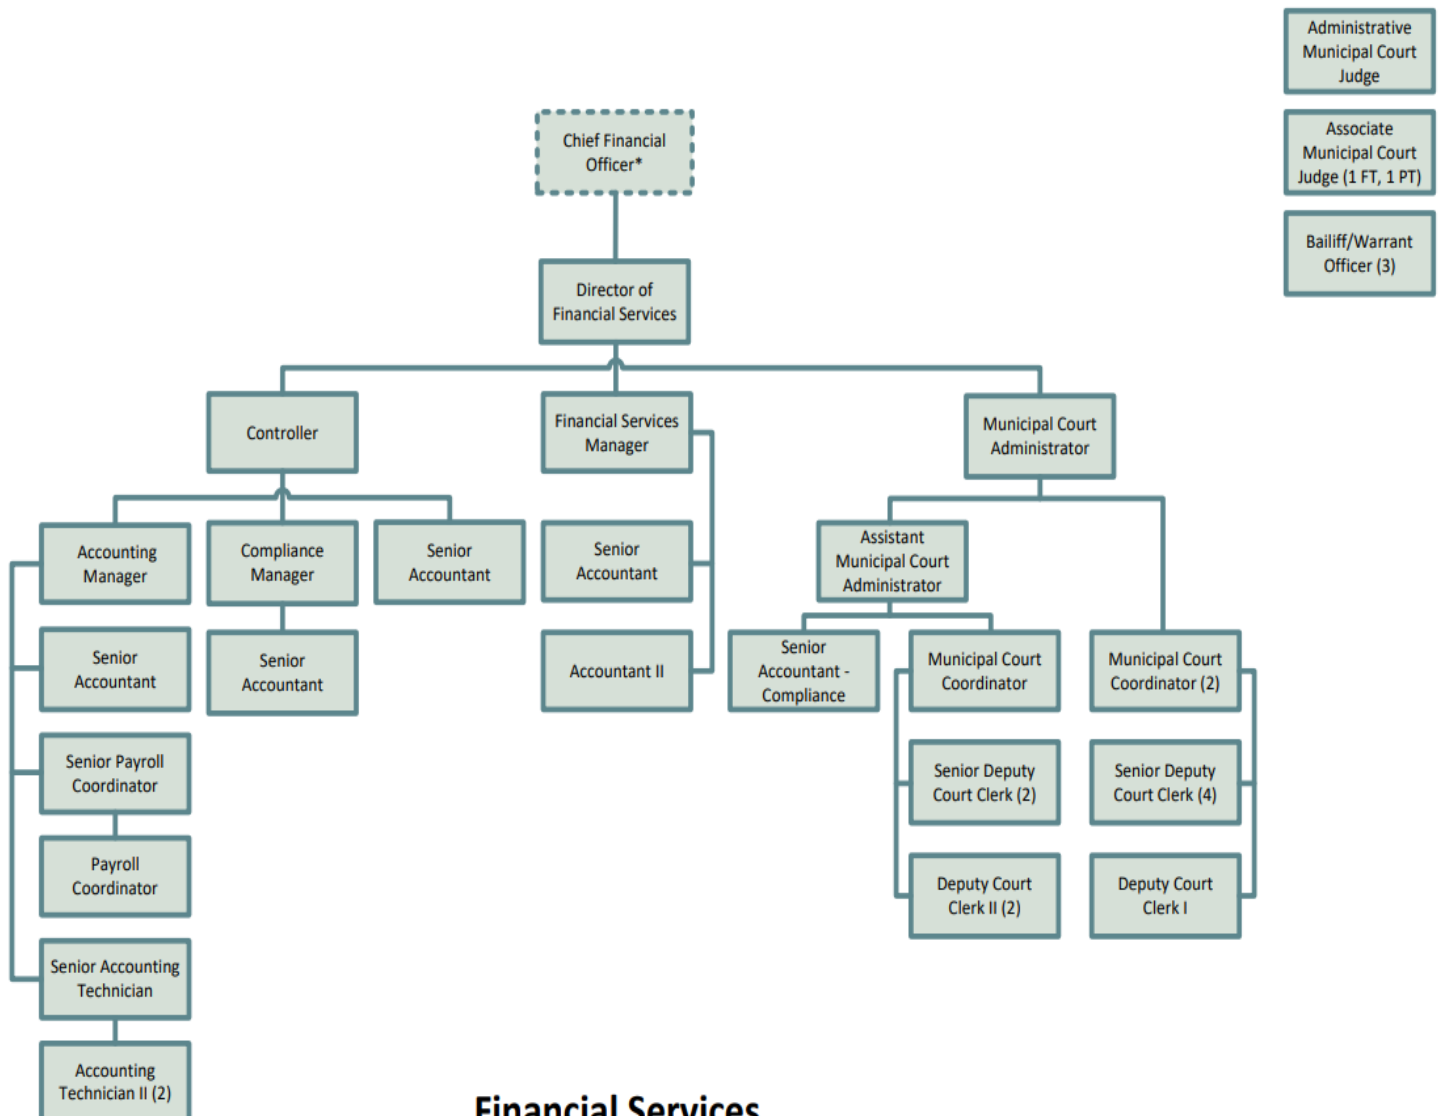 Administrative
Municipal Court
Judge
Associate
Municipal Court
Judge (1 FT, 1 PT)
Bailiff/Warrant
Officer (3)
Chief Financial
Officer*
Director of
Financial Services
Controller
Financial Services
Manager
Municipal Court
Administrator
Accounting
Manager
Compliance
Manager
Senior
Accountant
Senior
Accountant
Assistant
Municipal Court
Administrator
Senior
Accountant
Senior
Accountant
Accountant II
Senior
Accountant -
Compliance
Municipal Court
Coordinator
Municipal Court
Coordinator (2)
Senior Payroll
Coordinator
Senior Deputy
Court Clerk (2)
Senior Deputy
Court Clerk (4)
Payroll
Coordinator
Deputy Court
Clerk II (2)
Deputy Court
Clerk I
Senior Accounting
Technician
Accounting
Technician II (2)
Financial Services